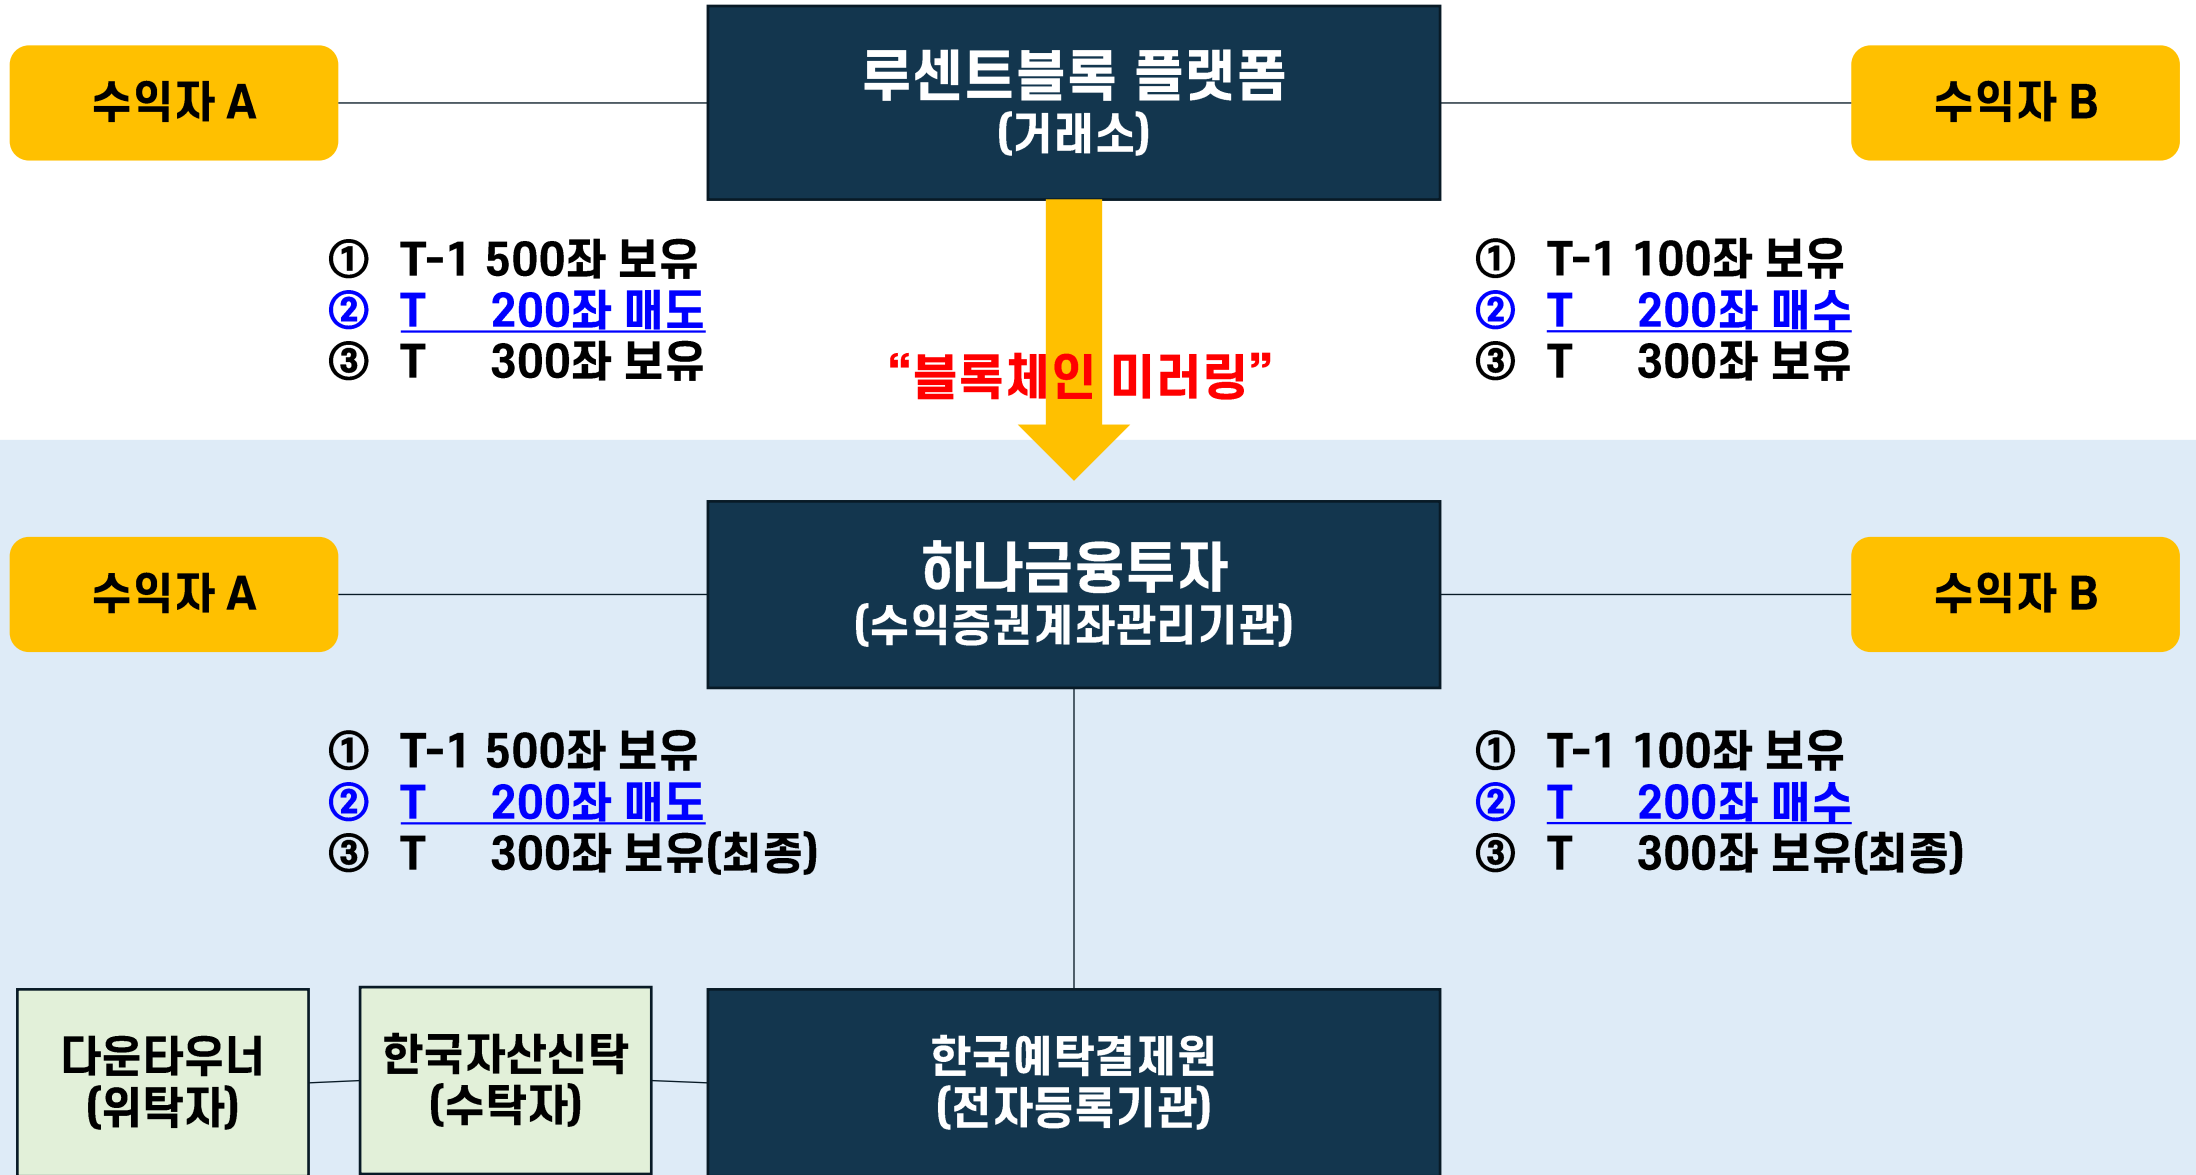 수익자 A
루센트블록 플랫폼
(거래소)
수익자 B
① T-1 500좌 보유
② T 200좌 매도
③ T 300좌 보유
“블록체인 미러링”
① T-1 100좌 보유
② T 200좌 매수
③ T 300좌 보유
수익자 A
하나금융투자
(수익증권계좌관리기관)
수익자 B
① T-1 500좌 보유
② T 200좌 매도
③ T 300좌 보유(최종)
① T-1 100좌 보유
② T 200좌 매수
③ T 300좌 보유(최종)
다운타우너
(위탁자)
한국자산신탁
(수탁자)
한국예탁결제원
(전자등록기관)